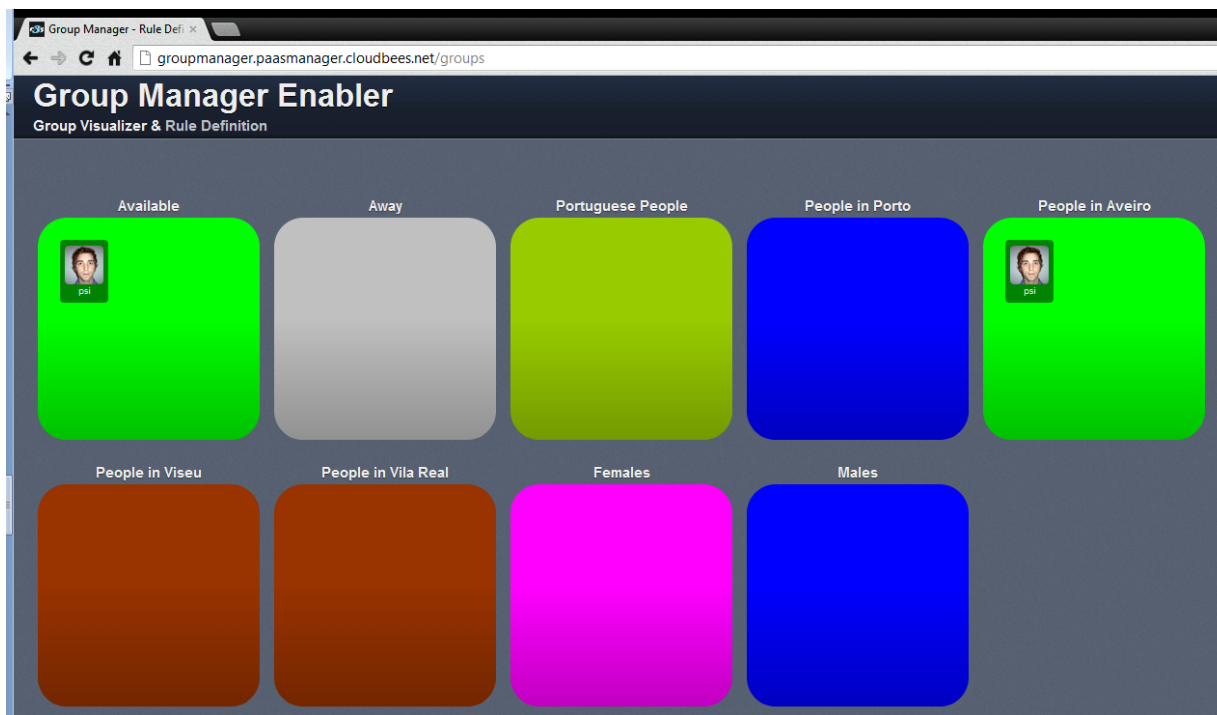 Group Manager - Rule Defi
groupmanager.paasmanager.cloudbees.net/groups
Group Manager Enabler
Group Visualizer & Rule Definition
Available
Away
Portuguese People
People in Porto
People in Aveiro
psi
psi
People in Viseu
People in Vila Real
Females
Males